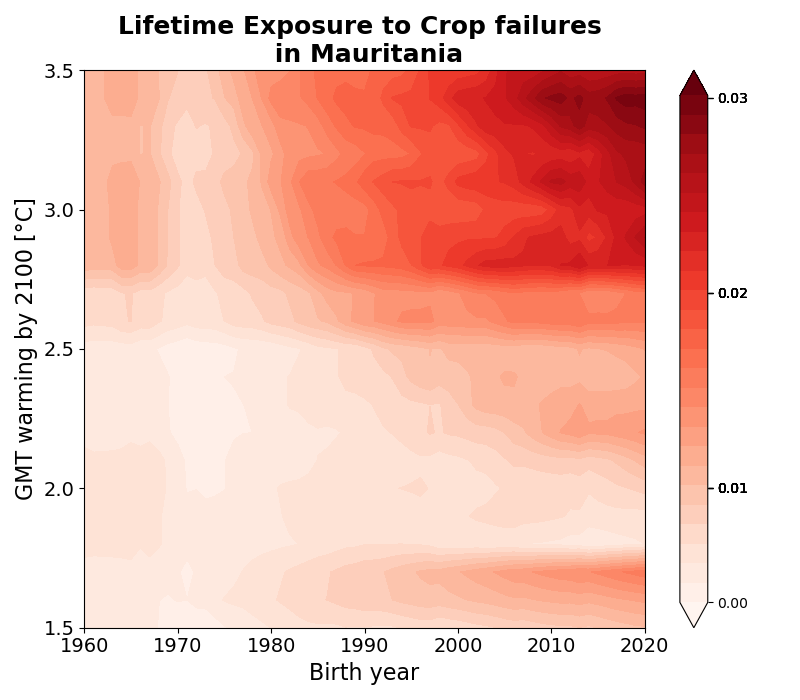 Lifetime Exposure to Crop failures
in Mauritania
GMT warming by 2100 [°C]
3.5
3.0
2.5
2.0
1.5
1960 1970 1980 1990 2000 2010 2020
Birth year
0.03
0.02
0.01
0.00